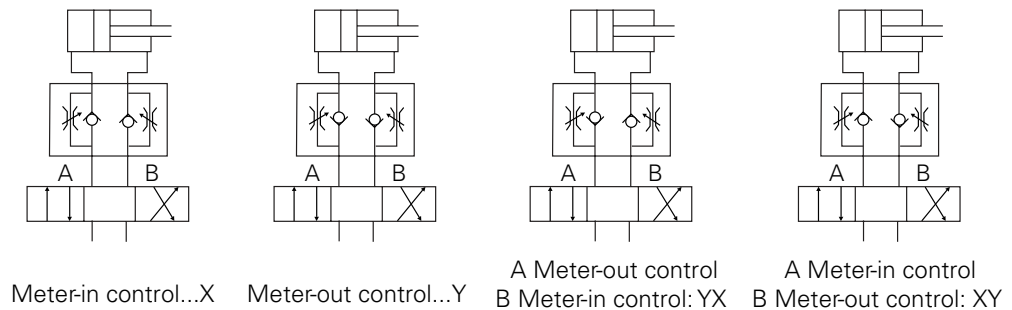 A B
A B
A B
A B
Meter-in control...X
Meter-out control...Y
A Meter-out control
B Meter-in control: YX
A Meter-in control
B Meter-out control: XY